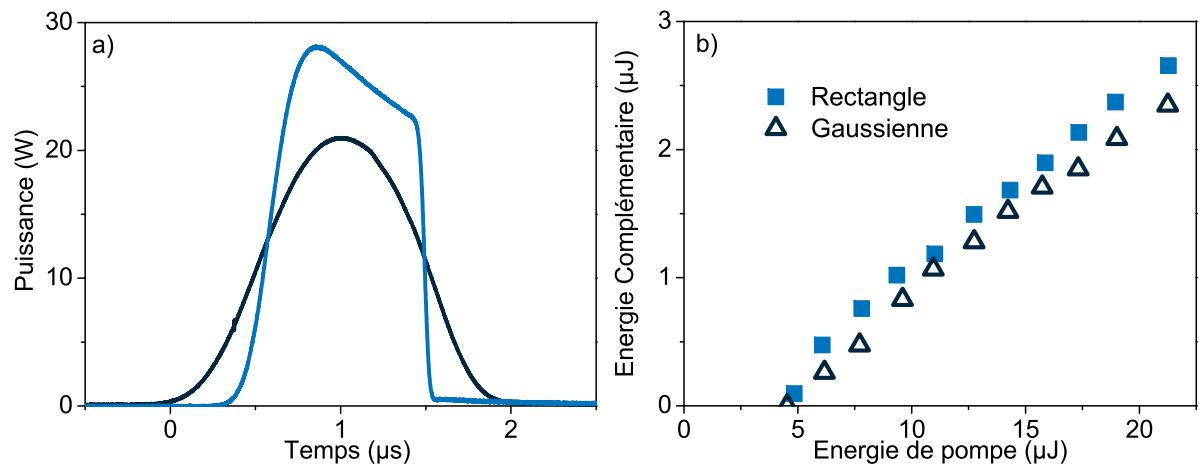 a)
Puissance (W)
30
20
10
0
0
1
2
Temps (µs)
b)
Energie Complémentaire (µJ)
3
2
1
0
Rectangle
Gaussienne
0
5
10
15
20
Energie de pompe (µJ)